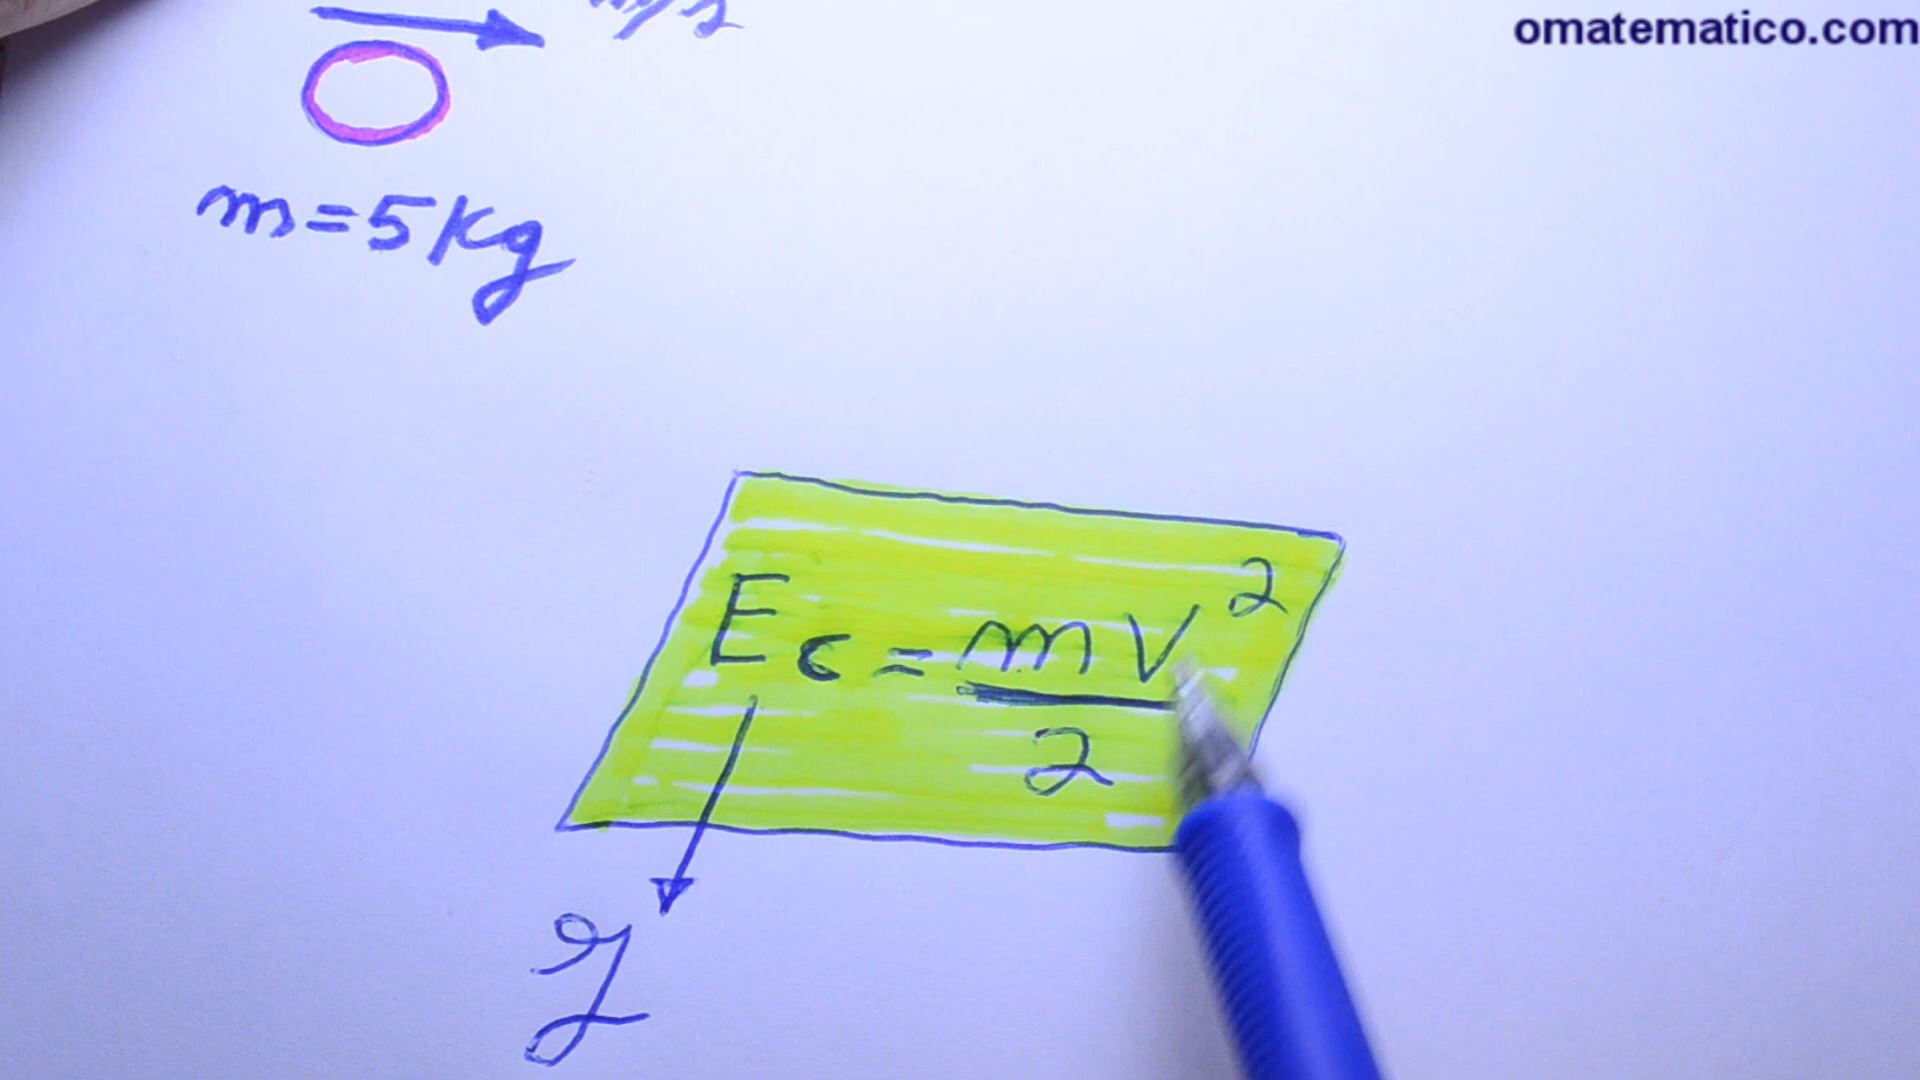 omatematico.com
m/s
m=5Kg
Ec = mv²
2
J